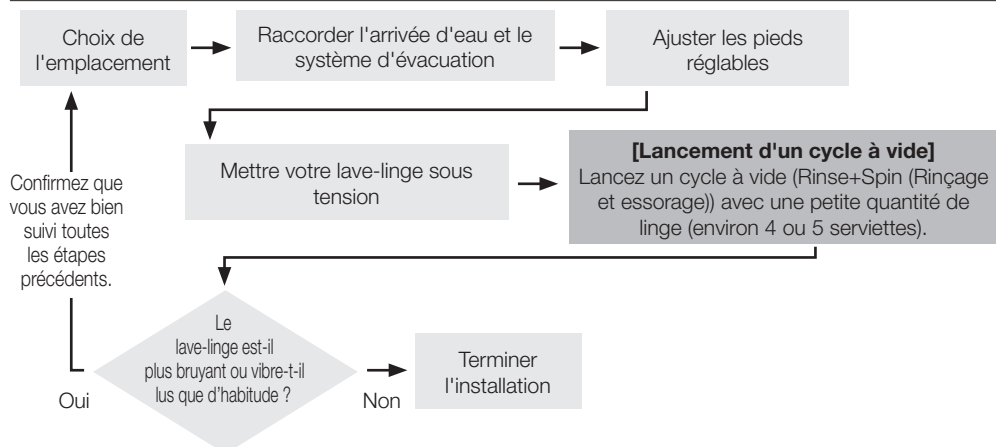 Choix de
l'emplacement
Raccorder l'arrivée d'eau et le
système d'évacuation
Ajuster les pieds
réglables
Mettre votre lave-linge sous
tension
[Lancement d'un cycle à vide]
Lancez un cycle à vide (Rinse+Spin (Rinçage
et essorage)) avec une petite quantité de
linge (environ 4 ou 5 serviettes).
Confirmez que
vous avez bien
suivi toutes
les étapes
précédents.
Le
lave-linge est-il
plus bruyant ou vibre-t-il
lus que d'habitude ?
Oui
Non
Terminer
l'installation